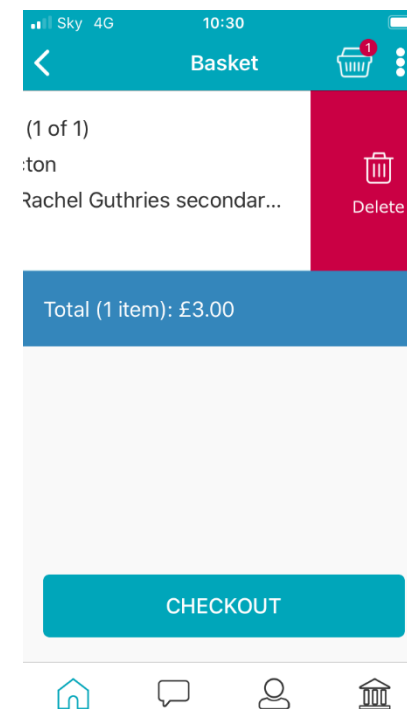 Sky 4G 10:30
Basket
1
(1 of 1)
Rachel Guthries secondar...
Delete
Total (1 item): £3.00
CHECKOUT